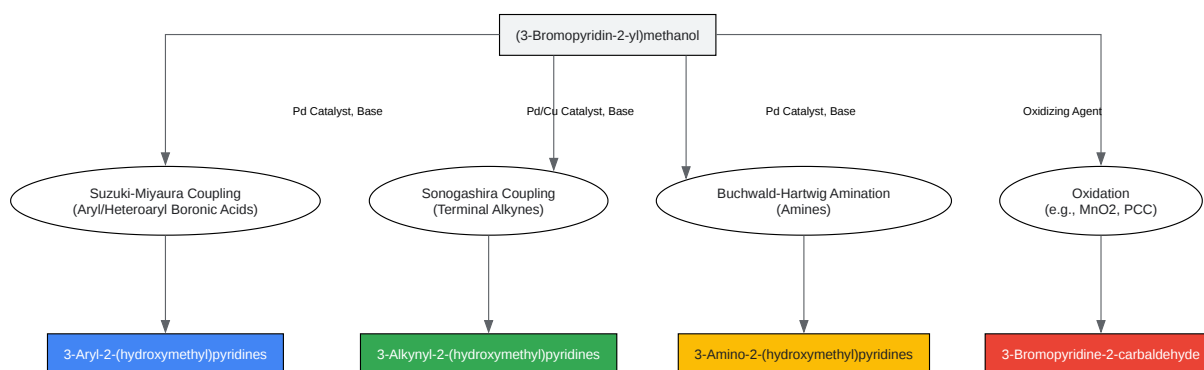 (3-Bromopyridin-2-yl)methanol
Pd Catalyst, Base
Pd/Cu Catalyst, Base
Pd Catalyst, Base
Oxidizing Agent
Suzuki-Miyaura Coupling
(Aryl/Heteroaryl Boronic Acids)
Sonogashira Coupling
(Terminal Alkynes)
Buchwald-Hartwig Amination
(Amines)
Oxidation
(e.g., MnO2, PCC)
3-Aryl-2-(hydroxymethyl)pyridines
3-Alkynyl-2-(hydroxymethyl)pyridines
3-Amino-2-(hydroxymethyl)pyridines
3-Bromopyridine-2-carbaldehyde